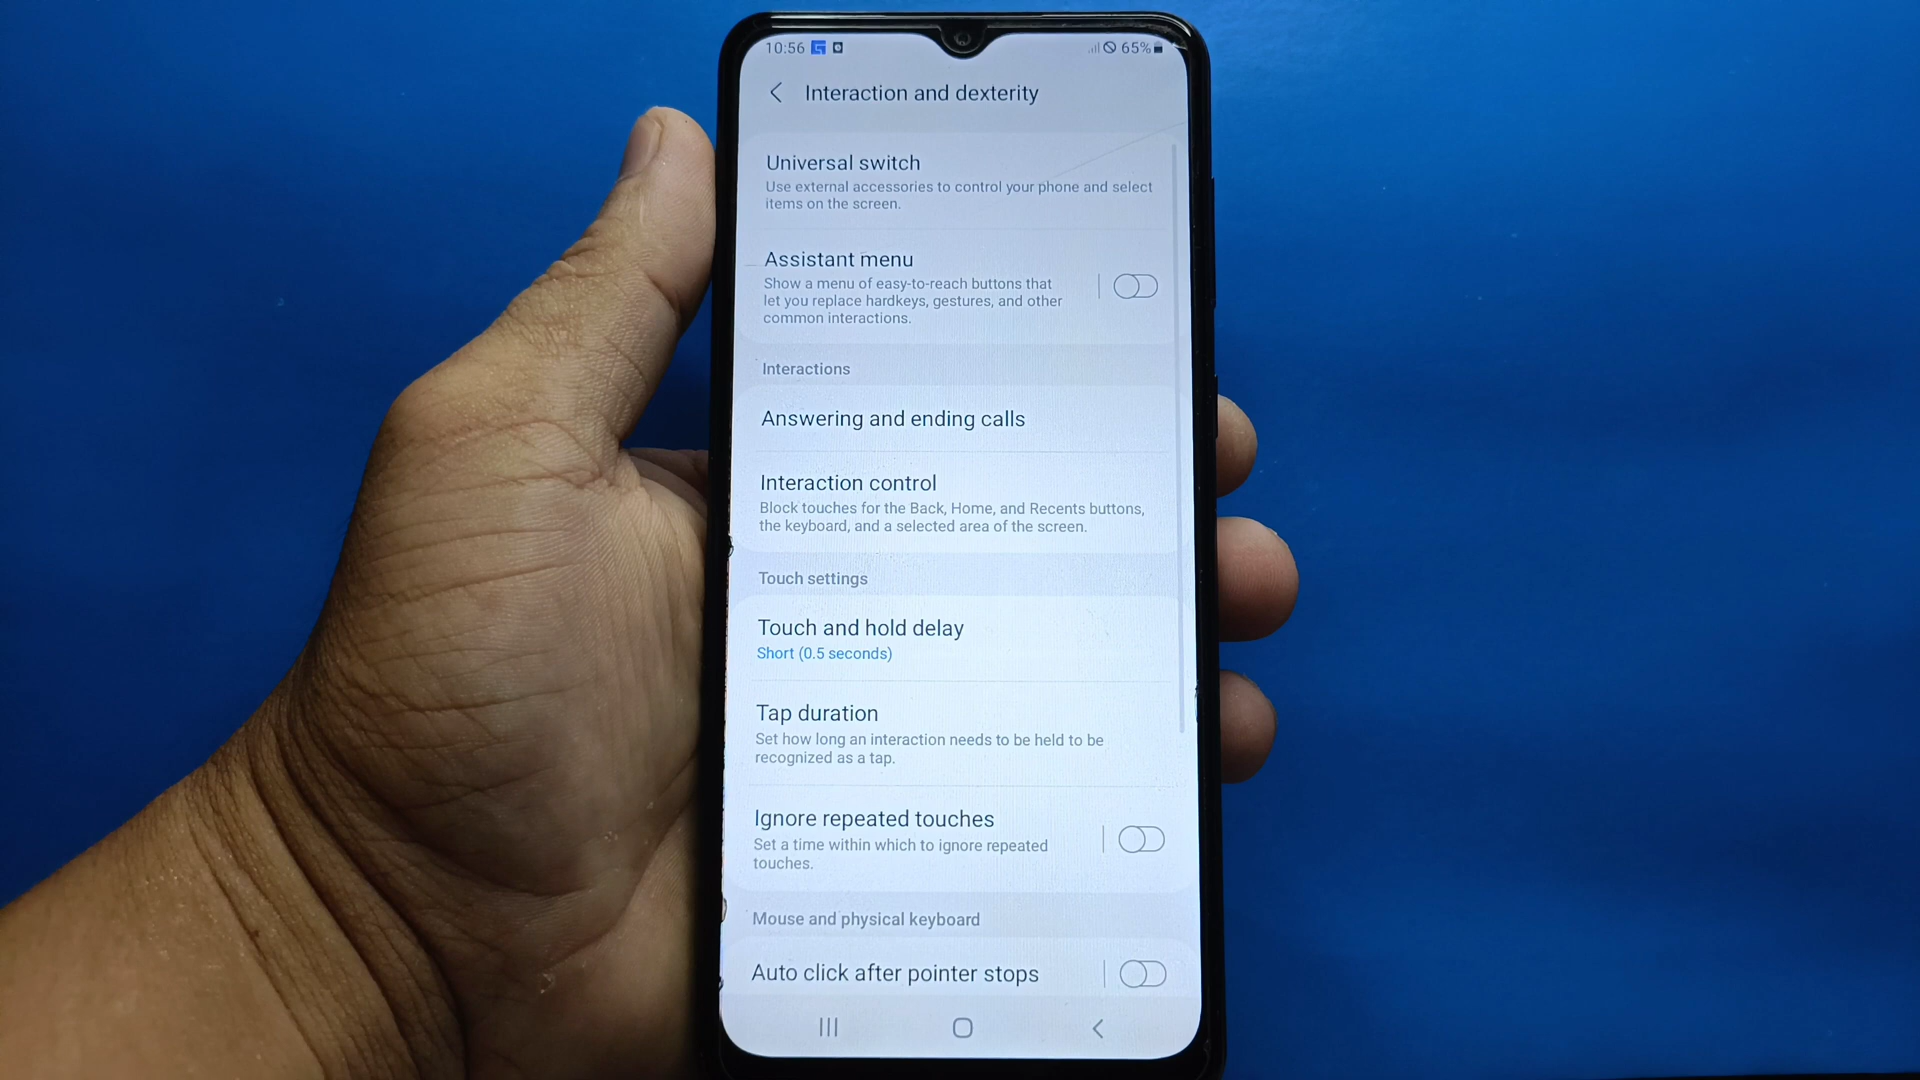 10:56 65%
Interaction and dexterity
Universal switch
Use external accessories to control your phone and select
items on the screen.
Assistant menu
Show a menu of easy-to-reach buttons that
let you replace hardkeys, gestures, and other
common interactions.
Interactions
Answering and ending calls
Interaction control
Block touches for the Back, Home, and Recents buttons,
the keyboard, and a selected area of the screen.
Touch settings
Touch and hold delay
Short (0.5 seconds)
Tap duration
Set how long an interaction needs to be held to be
recognized as a tap.
Ignore repeated touches
Set a time within which to ignore repeated
touches.
Mouse and physical keyboard
Auto click after pointer stops